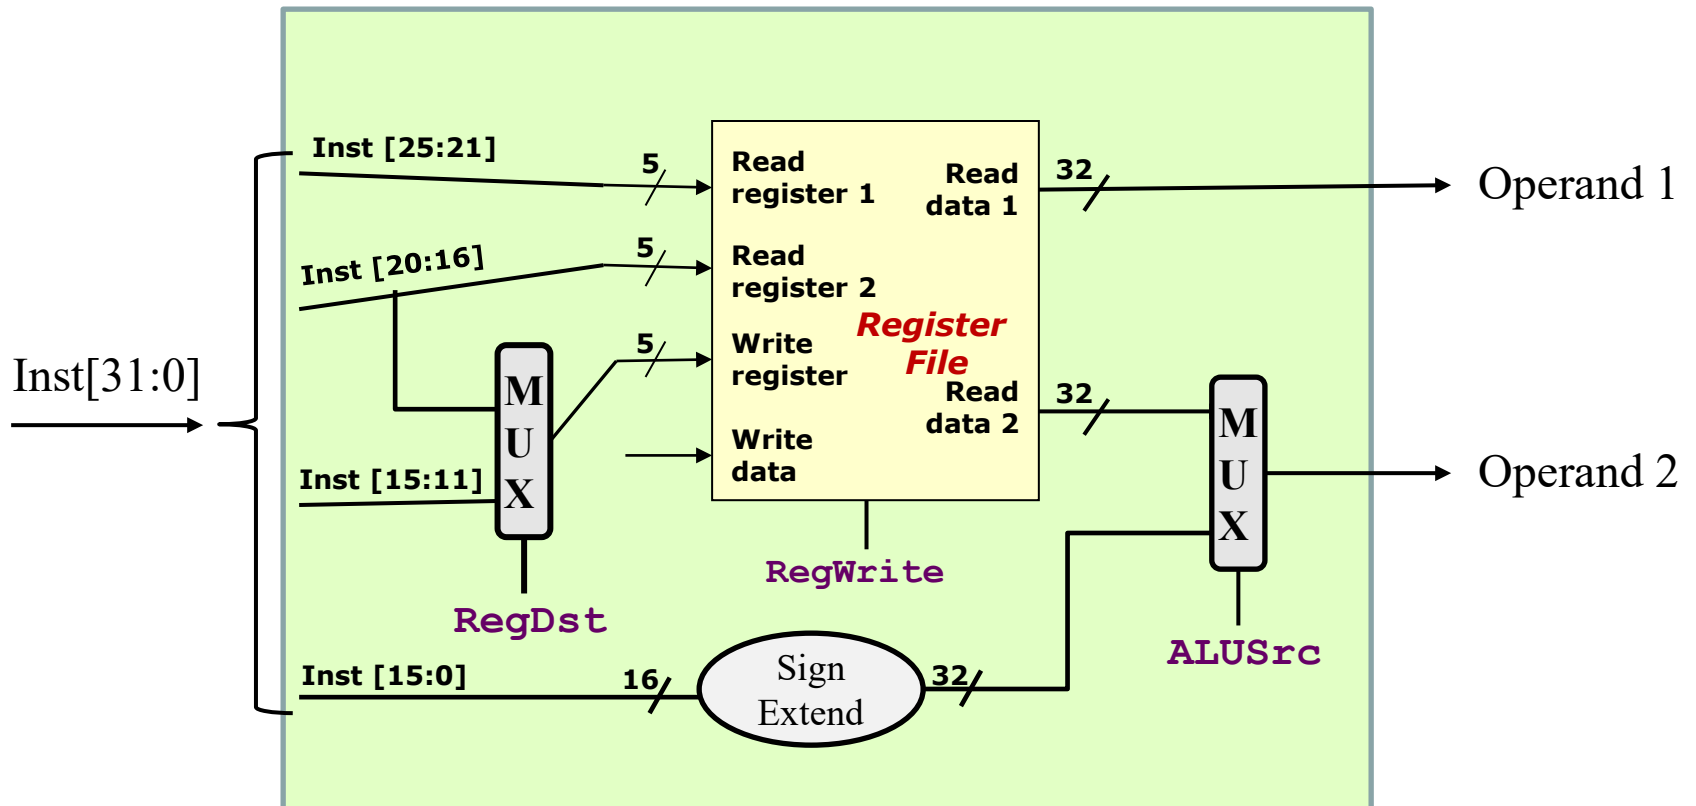 Inst[31:0]
Inst [25:21]
5
Inst [20:16]
5
5
Inst [15:11]
M
U
X
RegDst
Read
register 1
Read
register 2
Write
register
Write
data
Read
data 1
Register
File
Read
data 2
RegWrite
32
Operand 1
32
M
U
X
ALUSrc
Operand 2
Inst [15:0]
16
Sign
Extend
32